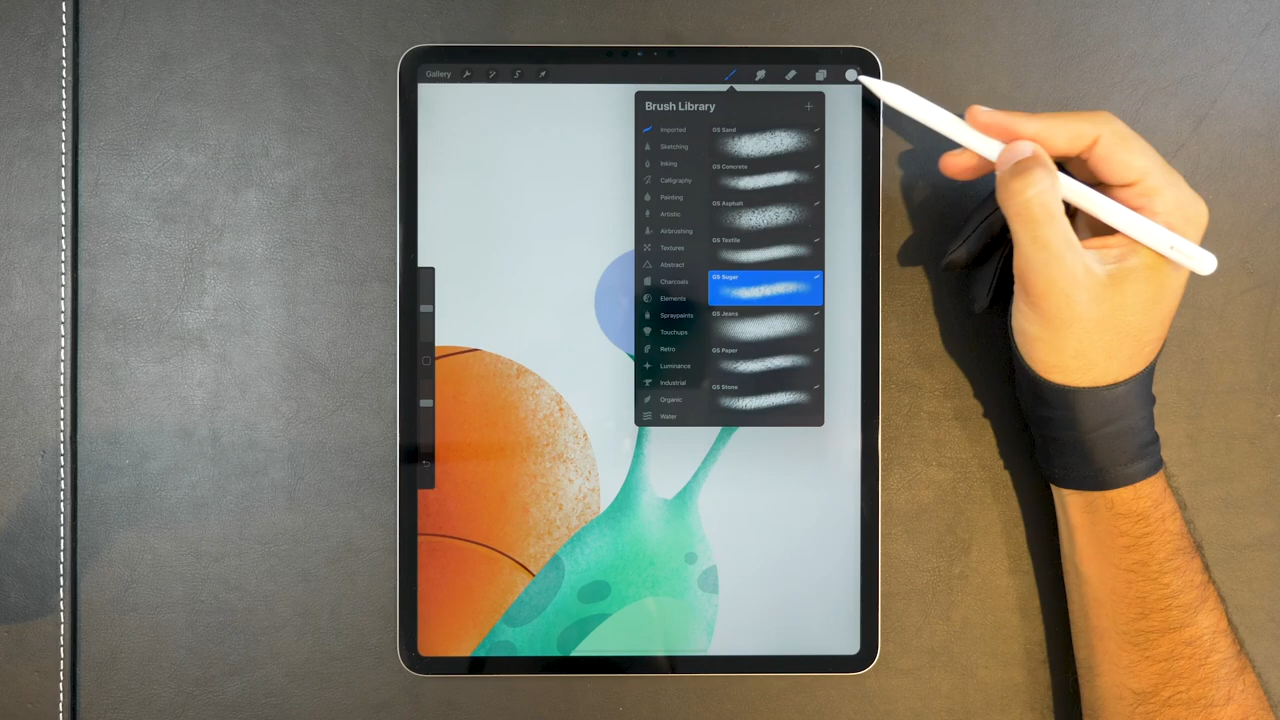 Gallery
Brush Library
Imported
Sketching
Inking
Calligraphy
Painting
Artistic
Airbrushing
Textures
Abstract
Charcoals
Elements
Spraypaints
Touchups
Retro
Luminance
Industrial
Organic
Water
GS Sand
GS Concrete
GS Asphalt
GS Textile
GS Sugar
GS Jeans
GS Paper
GS Stone